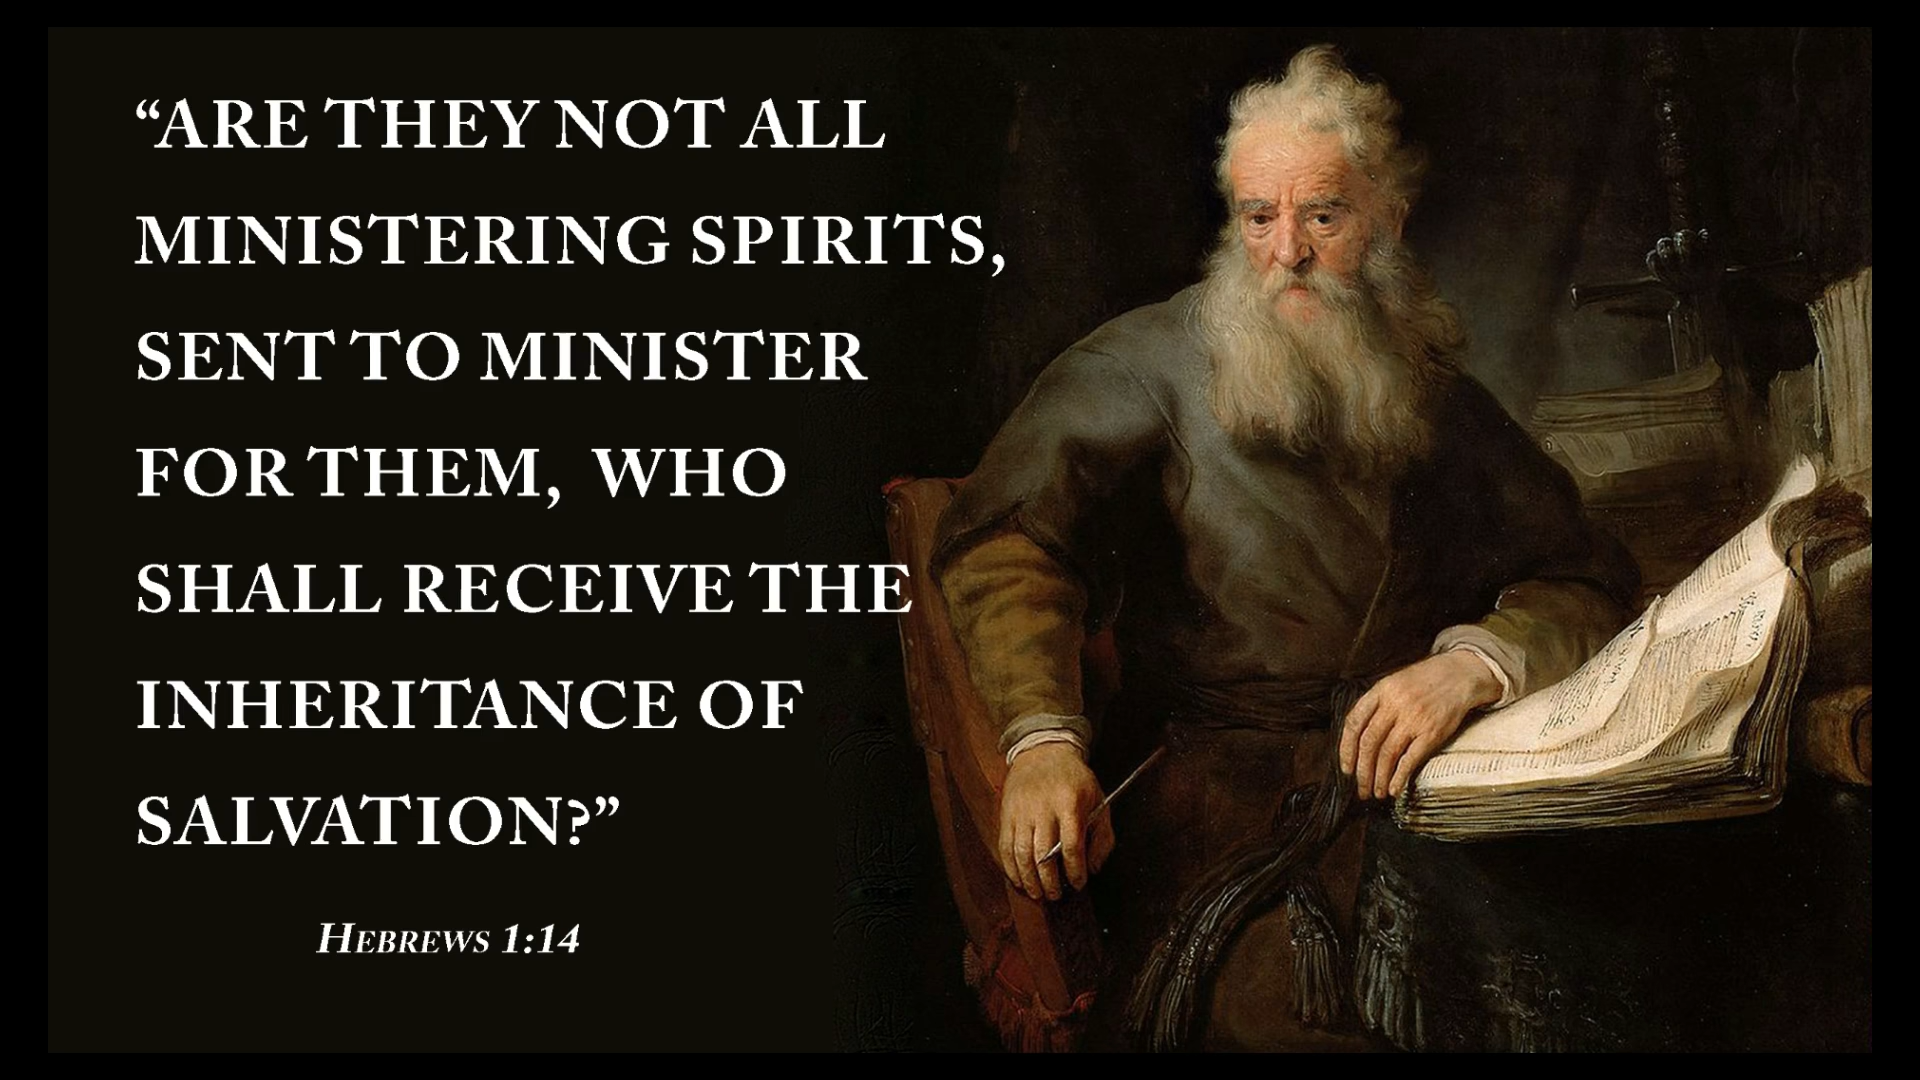 “ARE THEY NOT ALL
MINISTERING SPIRITS,
SENT TO MINISTER
FOR THEM, WHO
SHALL RECEIVE THE
INHERITANCE OF
SALVATION?”
HEBREWS 1:14